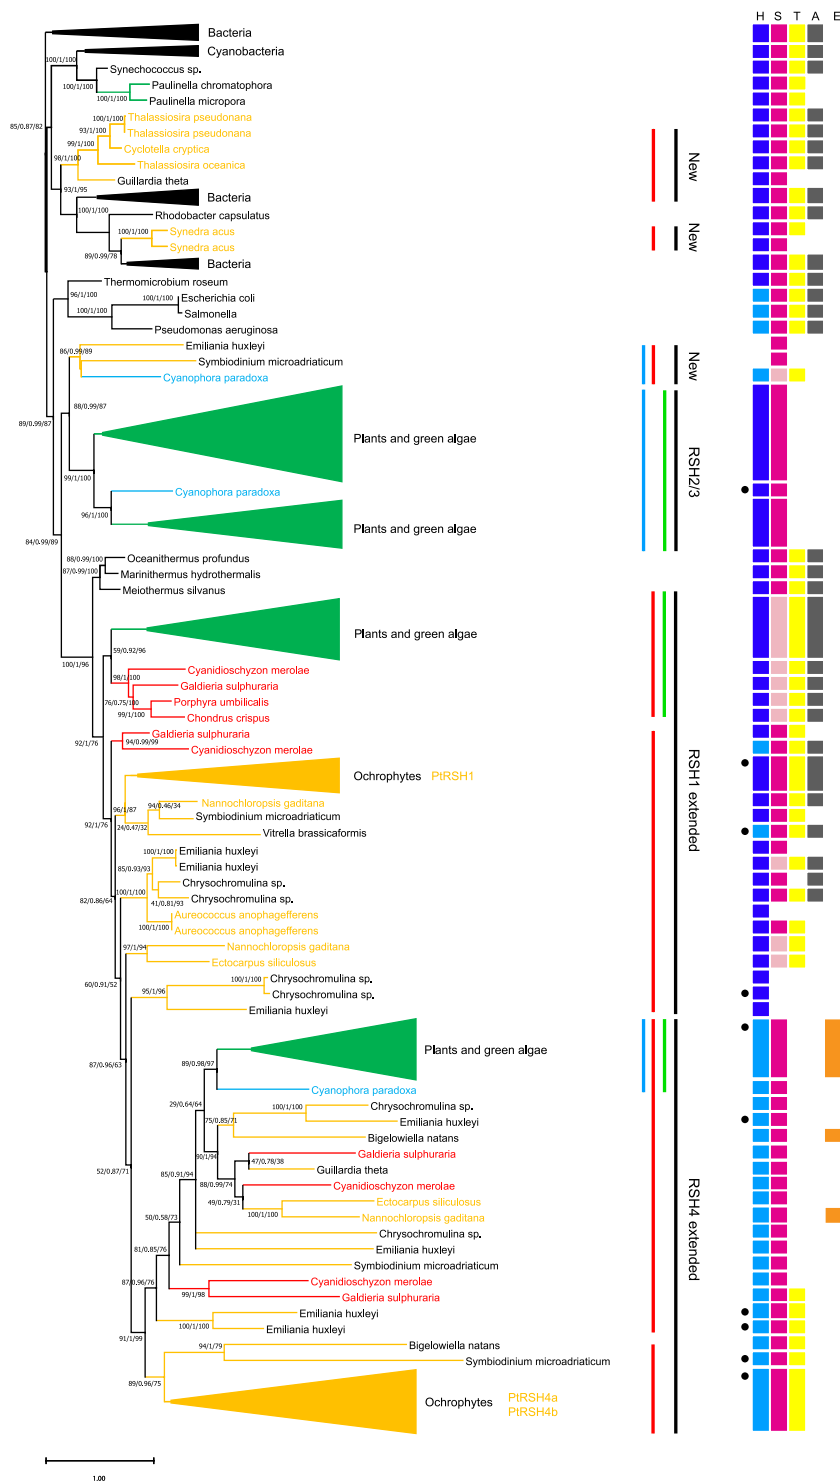 H S T A E
Bacteria
Cyanobacteria
100/1/100
Synechococcus sp.
100/1/100
Paulinella chromatophora
100/1/100
Paulinella micropora
100/1/100
Thalassiosira pseudonana
85/0.87/82
93/1/100
Thalassiosira pseudonana
99/1/100
Cyclotella cryptica
98/1/100
Thalassiosira oceanica
New
Guillardia theta
93/1/95
Bacteria
100/1/100
Rhodobacter capsulatus
Synedra acus
New
Synedra acus
89/0.99/78
Bacteria
Thermomicrobium roseum
96/1/100
100/1/100
Escherichia coli
Salmonella
100/1/100
Pseudomonas aeruginosa
Emiliania huxleyi
86/0.99/89
Symbiodinium microadriaticum
New
Cyanophora paradoxa
88/0.99/87
89/0.99/87
Plants and green algae
99/1/100
RSH2/3
Cyanophora paradoxa
96/1/100
Plants and green algae
84/0.99/89
88/0.99/100
Oceanithermus profundus
87/0.99/100
Marinithermus hydrothermalis
Meiothermus silvanus
Plants and green algae
59/0.92/96
100/1/96
Cyanidioschyzon merolae
98/1/100
Galdieria sulphuraria
76/0.75/100
Porphyra umbilicalis
99/1/100
Chondrus crispus
92/1/76
Galdieria sulphuraria
94/0.99/99
Cyanidioschyzon merolae
Ochrophytes PtRSH1
RSH1 extended
94/0.46/34
Nannochloropsis gaditana
96/1/87
Symbiodinium microadriaticum
92/1/76
24/0.47/32
Vitrella brassicaformis
100/1/100
Emiliania huxleyi
85/0.93/93
Emiliania huxleyi
Chrysochromulina sp.
82/0.86/64
100/1/100
Chrysochromulina sp.
41/0.81/93
Aureococcus anophagefferens
100/1/100
Aureococcus anophagefferens
97/1/94
Nannochloropsis gaditana
Ectocarpus siliculosus
60/0.91/52
100/1/100
Chrysochromulina sp.
95/1/96
Chrysochromulina sp.
Emiliania huxleyi
Plants and green algae
87/0.96/63
89/0.98/97
Cyanophora paradoxa
29/0.64/64
100/1/100
Chrysochromulina sp.
75/0.85/71
Emiliania huxleyi
Bigelowiella natans
90/1/94
Galdieria sulphuraria
47/0.78/38
52/0.87/71
Guillardia theta
85/0.91/94
88/0.99/74
Cyanidioschyzon merolae
49/0.79/31
Ectocarpus siliculosus
100/1/100
Nannochloropsis gaditana
50/0.58/73
Chrysochromulina sp.
RSH4 extended
81/0.85/76
Emiliania huxleyi
Symbiodinium microadriaticum
87/0.96/76
Cyanidioschyzon merolae
99/1/98
Galdieria sulphuraria
Emiliania huxleyi
100/1/100
Emiliania huxleyi
91/1/99
94/1/79
Bigelowiella natans
Symbiodinium microadriaticum
89/0.96/75
Ochrophytes PtRSH4a
PtRSH4b
1.00